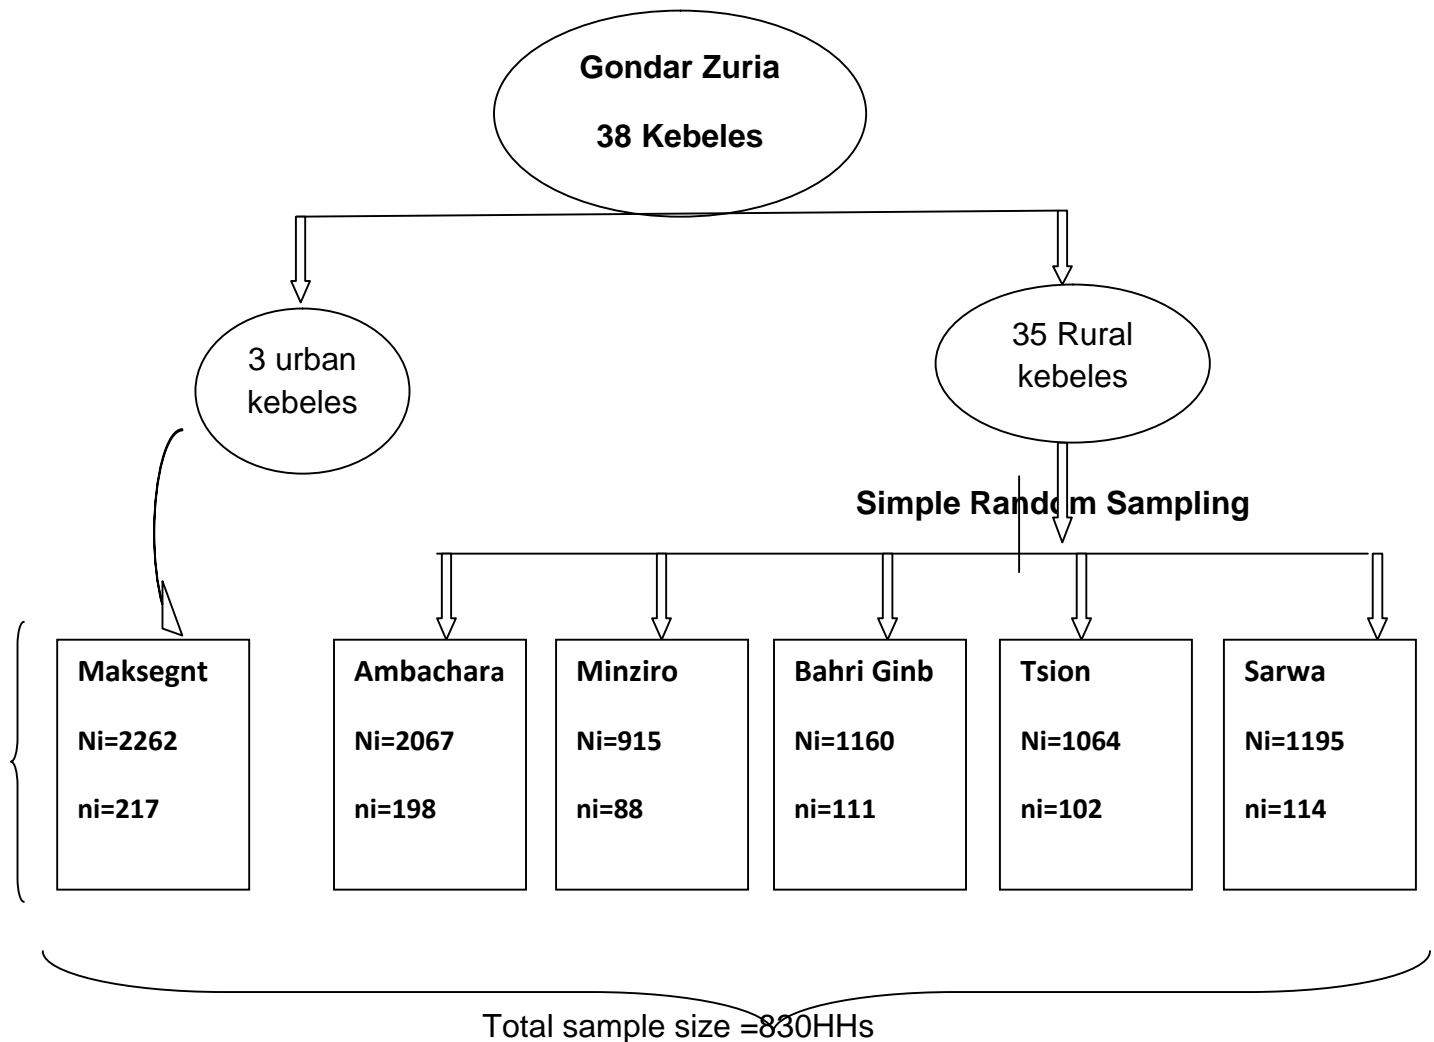 Gondar Zuria
38 Kebeles
3 urban
kebeles
35 Rural
kebeles
Simple Random Sampling
Maksegnt
Ni=2262
ni=217
Ambachara
Ni=2067
ni=198
Minziro
Ni=915
ni=88
Bahri Ginb
Ni=1160
ni=111
Tsion
Ni=1064
ni=102
Sarwa
Ni=1195
ni=114
Total sample size =830HHs